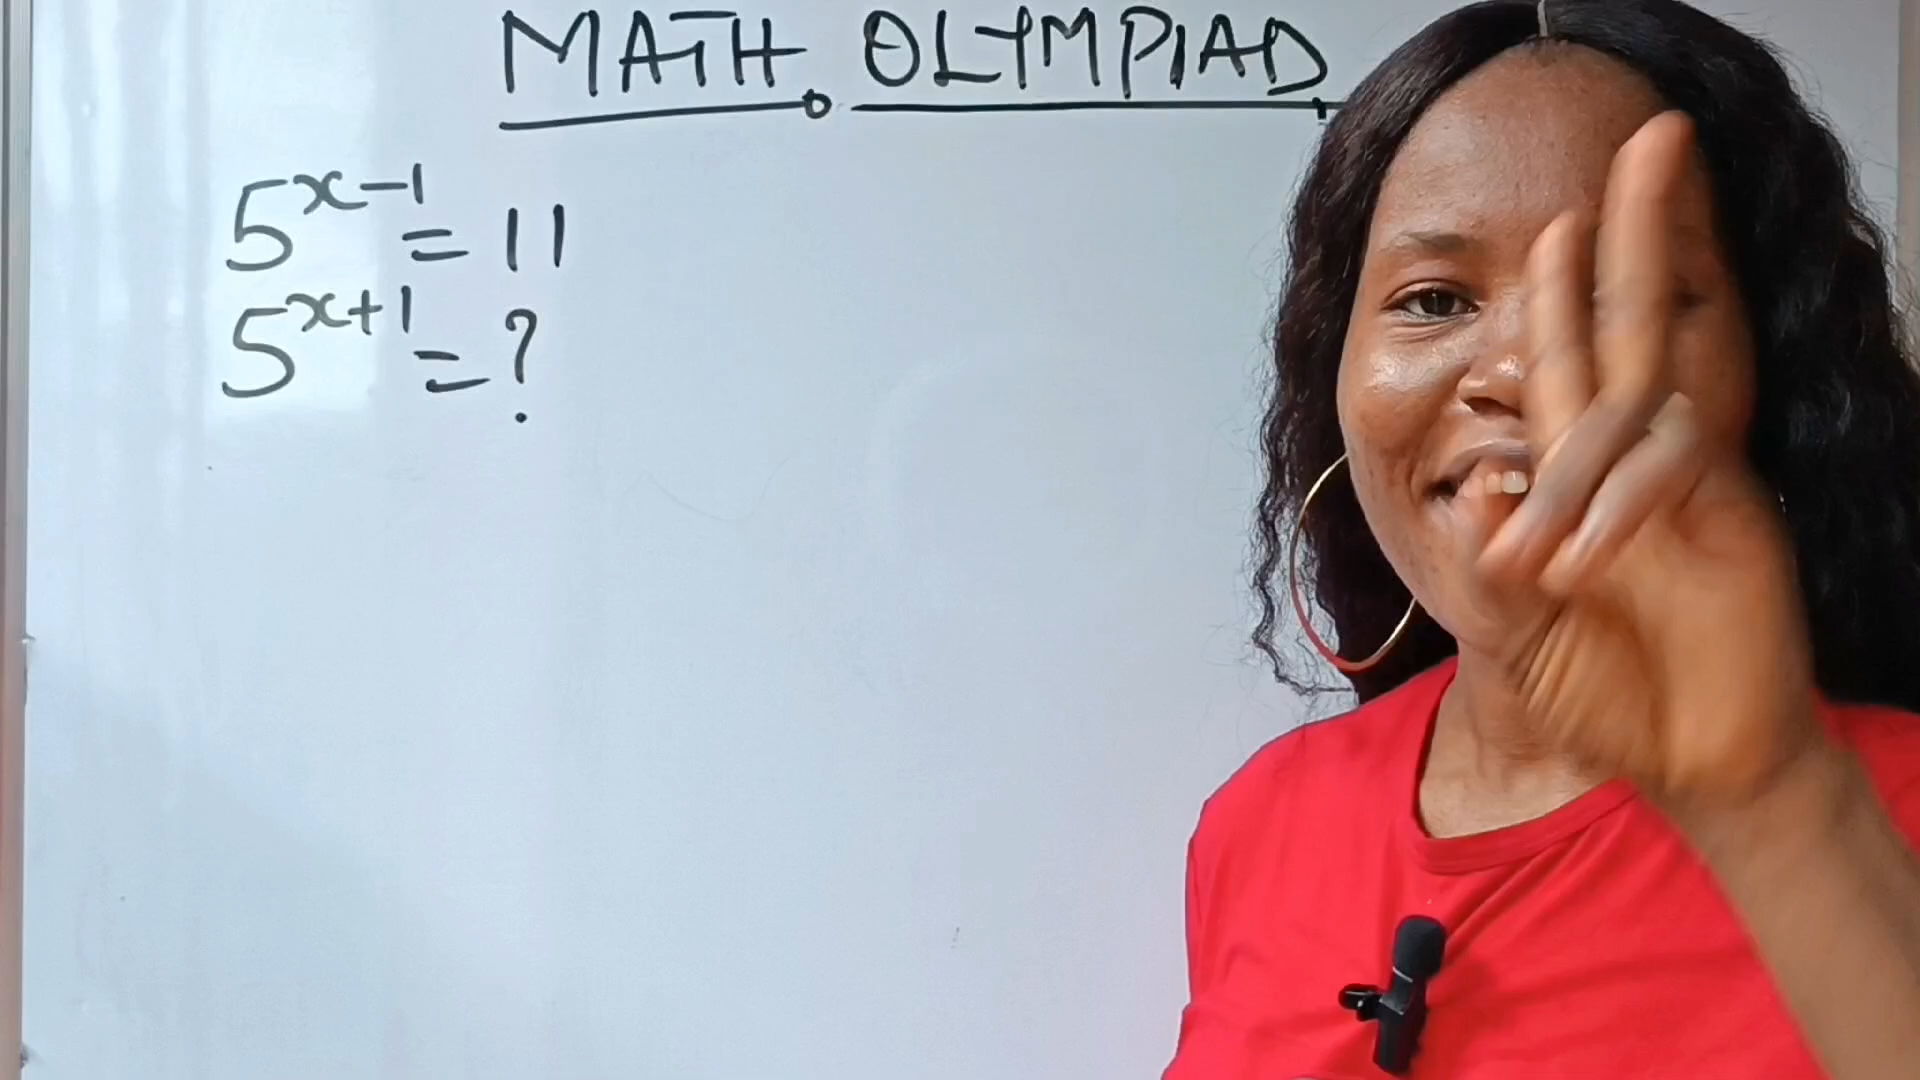 MATH. OLYMPIAD.
5^{x-1} = 11
5^{x+1} = ?